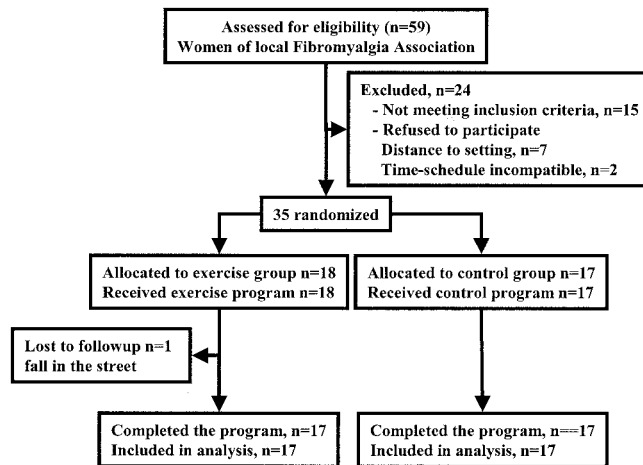 Assessed for eligibility (n=59)
Women of local Fibromyalgia Association
Excluded, n=24
- Not meeting inclusion criteria, n=15
- Refused to participate
Distance to setting, n=7
Time-schedule incompatible, n=2
35 randomized
Allocated to exercise group n=18
Received exercise program n=18
Allocated to control group n=17
Received control program n=17
Lost to followup n=1
fall in the street
Completed the program, n=17
Included in analysis, n=17
Completed the program, n==17
Included in analysis, n=17